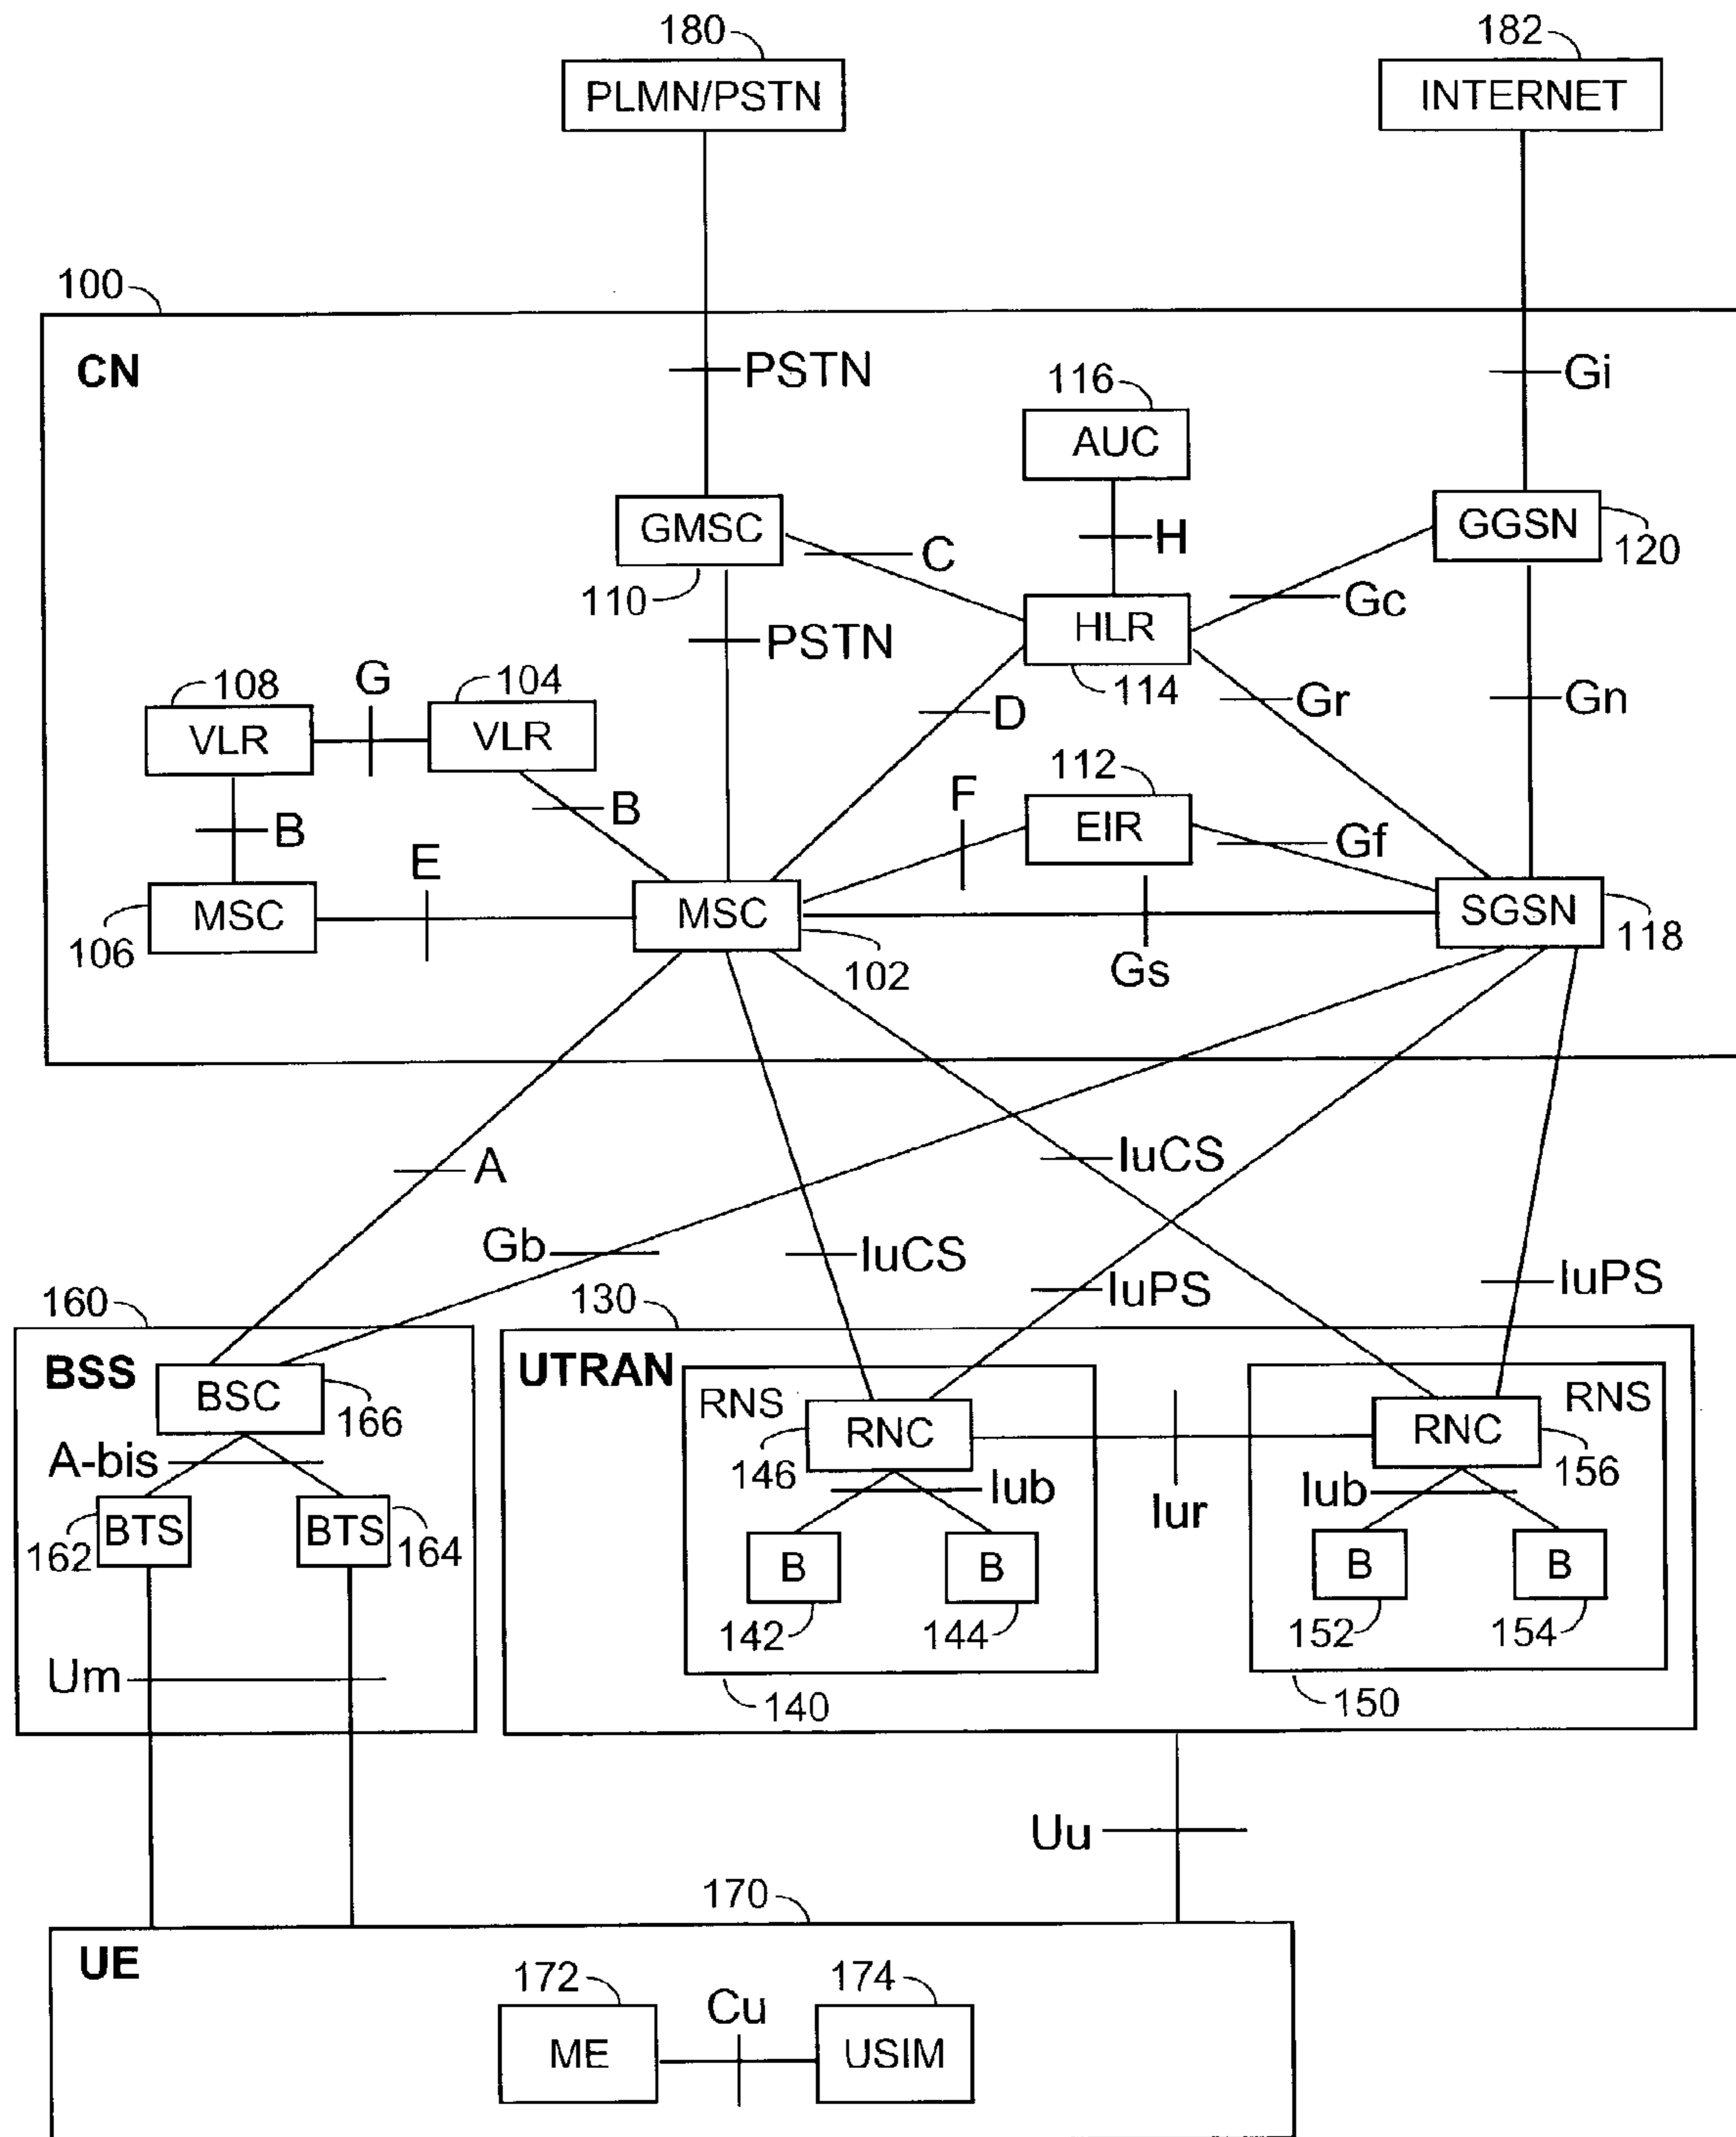 180
182
PLMN/PSTN
INTERNET
100
CN
PSTN
Gi
116
AUC
GMSC
C
H
GGSN
120
110
Gc
HLR
PSTN
114
G
108
104
D
Gr
Gn
VLR
VLR
112
F
B
B
EIR
Gf
E
MSC
MSC
SGSN
106
102
Gs
118
A
IuCS
Gb
IuCS
IuPS
IuPS
160
130
BSS
UTRAN
BSC
166
RNS
RNC
146
RNC
RNS
156
A-bis
Iub
Iur
Iub
BTS
BTS
162
164
B
B
B
B
142
144
152
154
Um
140
150
Uu
170
UE
172
Cu
174
ME
USIM